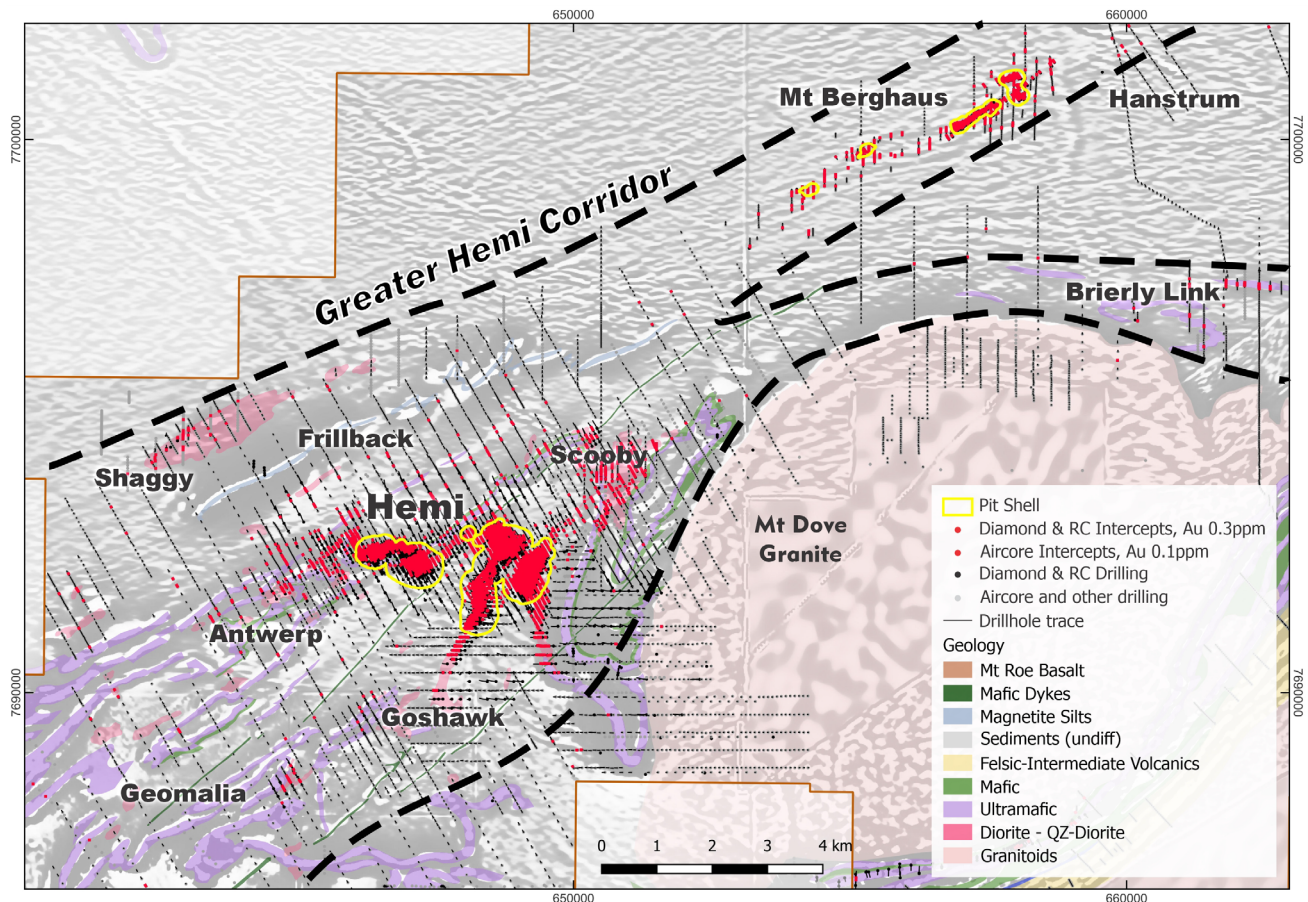 650000
660000
7700000
7700000
Mt Berghaus
Hanstrum
Greater Hemi Corridor
Brierly Link
Frillback
Shaggy
Scooby
Hemi
Mt Dove
Granite
Antwerp
Goshawk
Geomalia
7690000
7690000
Pit Shell
Diamond & RC Intercepts, Au 0.3ppm
Aircore Intercepts, Au 0.1ppm
Diamond & RC Drilling
Aircore and other drilling
Drillhole trace
Geology
Mt Roe Basalt
Mafic Dykes
Magnetite Silts
Sediments (undiff)
Felsic-Intermediate Volcanics
Mafic
Ultramafic
Diorite - QZ-Diorite
Granitoids
0 1 2 3 4 km
650000
660000